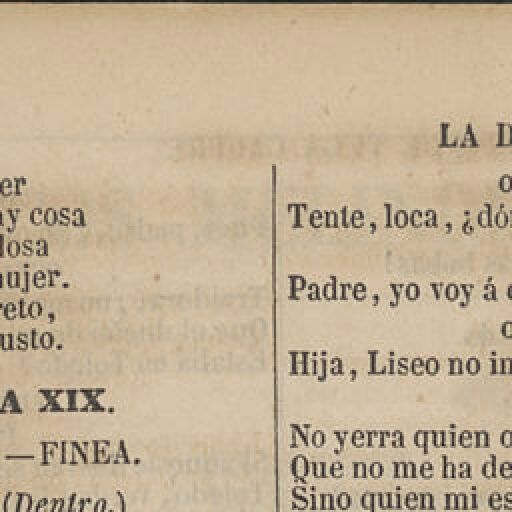 LA D
er
ay cosa
losa
nujer.
reto,
usto.
A XIX.
—FINEA.
(Dentro.)
o
Tente, loca, ¿dó
Padre, yo voy á
o
Hija, Liseo no in
No yerra quien o
Que no me ha de
Sino quien mi es